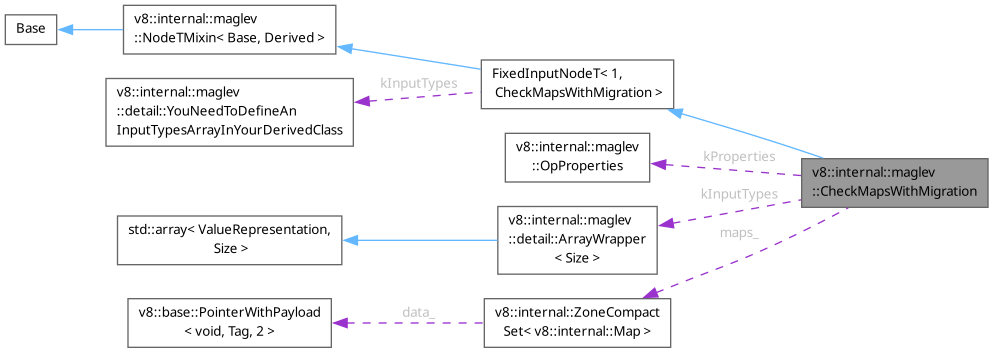 Base
v8::internal::maglev
::NodeTMixin< Base, Derived >
v8::internal::maglev
::detail::YouNeedToDefineAn
InputTypesArrayInYourDerivedClass
kInputTypes
FixedInputNodeT< 1,
CheckMapsWithMigration >
v8::internal::maglev
::OpProperties
kProperties
v8::internal::maglev
::CheckMapsWithMigration
kInputTypes
std::array< ValueRepresentation,
Size >
v8::internal::maglev
::detail::ArrayWrapper
< Size >
maps_
v8::base::PointerWithPayload
< void, Tag, 2 >
data_
v8::internal::ZoneCompact
Set< v8::internal::Map >